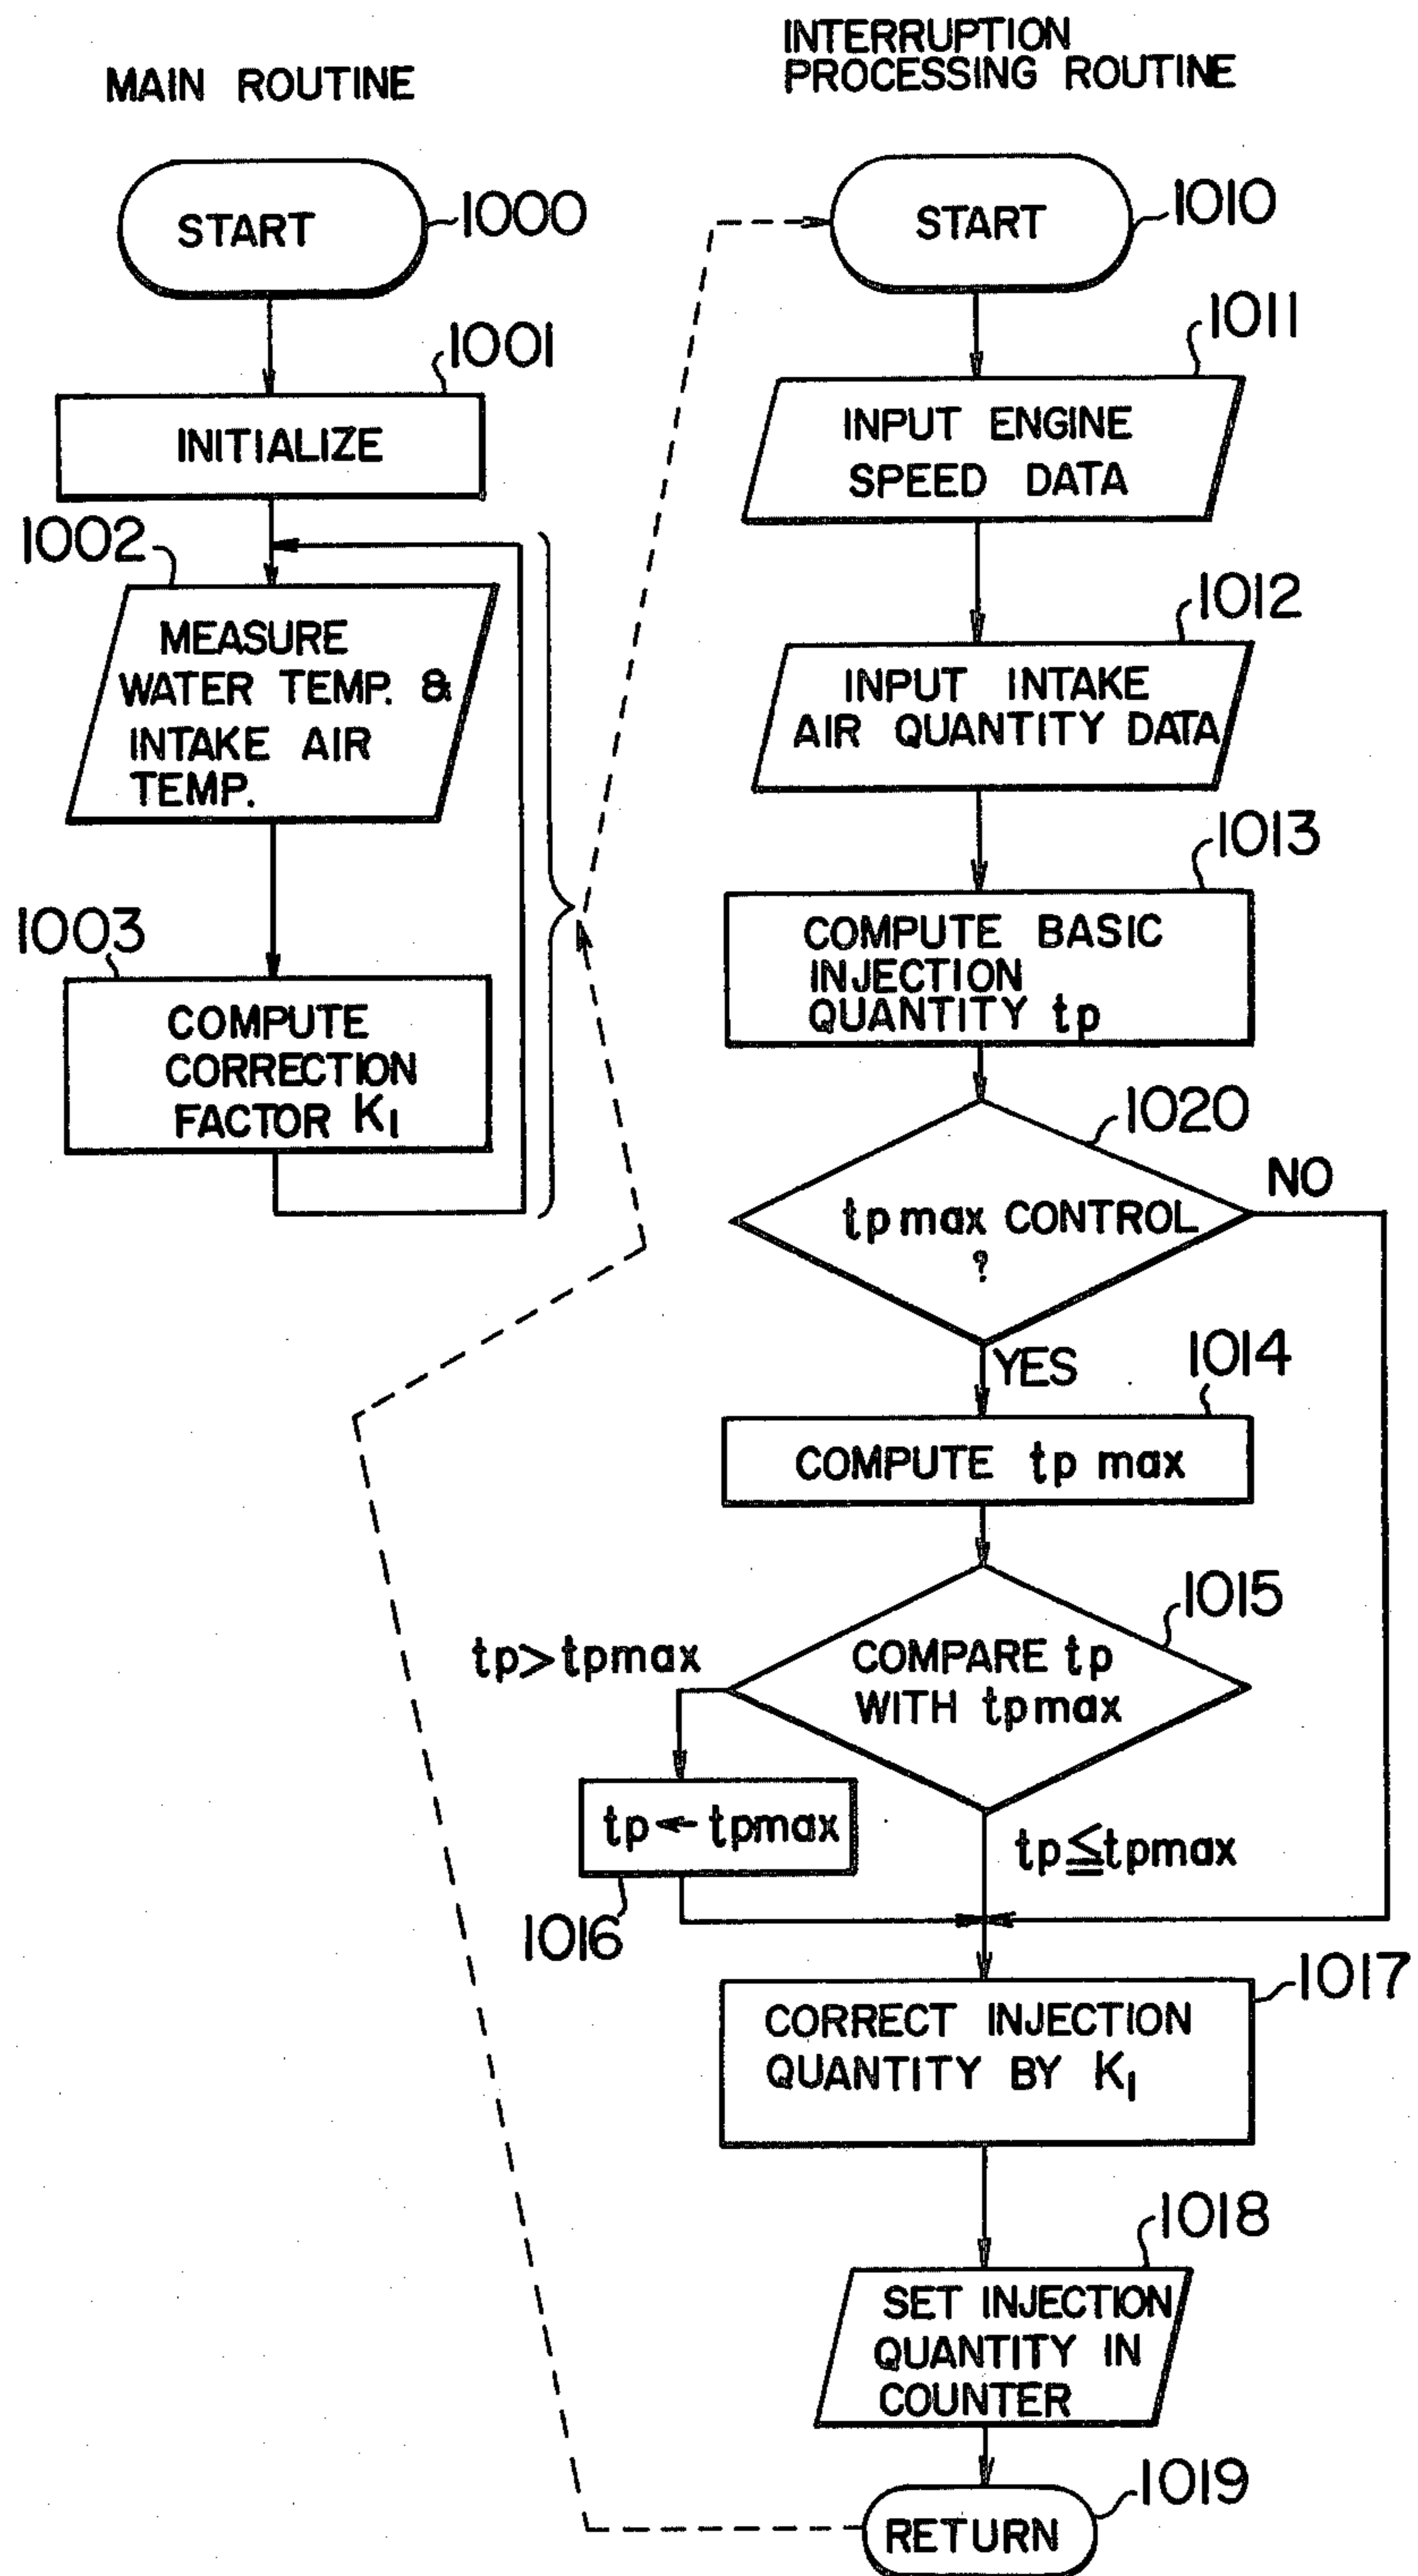 MAIN ROUTINE
START
1000
1001
INITIALIZE
1002
MEASURE
WATER TEMP. &
INTAKE AIR
TEMP.
1003
COMPUTE
CORRECTION
FACTOR K1
INTERRUPTION
PROCESSING ROUTINE
START
1010
1011
INPUT ENGINE
SPEED DATA
1012
INPUT INTAKE
AIR QUANTITY DATA
1013
COMPUTE BASIC
INJECTION
QUANTITY tp
1020
tp max CONTROL
?
NO
YES
1014
COMPUTE tp max
1015
COMPARE tp
WITH tpmax
tp>tpmax
tp←tpmax
1016
tp≦tpmax
1017
CORRECT INJECTION
QUANTITY BY K1
1018
SET INJECTION
QUANTITY IN
COUNTER
1019
RETURN